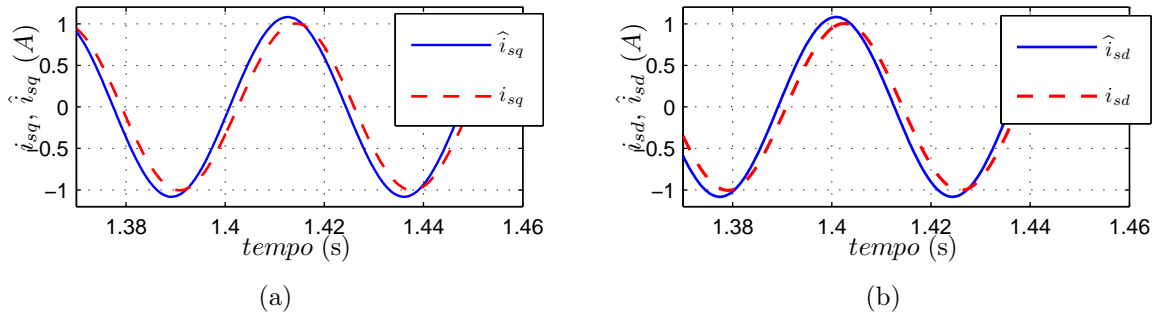 1
0.5
0
−0.5
−1
i_sq, î_sq (A)
1.38 1.4 1.42 1.44 1.46
tempo (s)
î_sq
i_sq
(a)
1
0.5
0
−0.5
−1
i_sd, î_sd (A)
1.38 1.4 1.42 1.44 1.46
tempo (s)
î_sd
i_sd
(b)